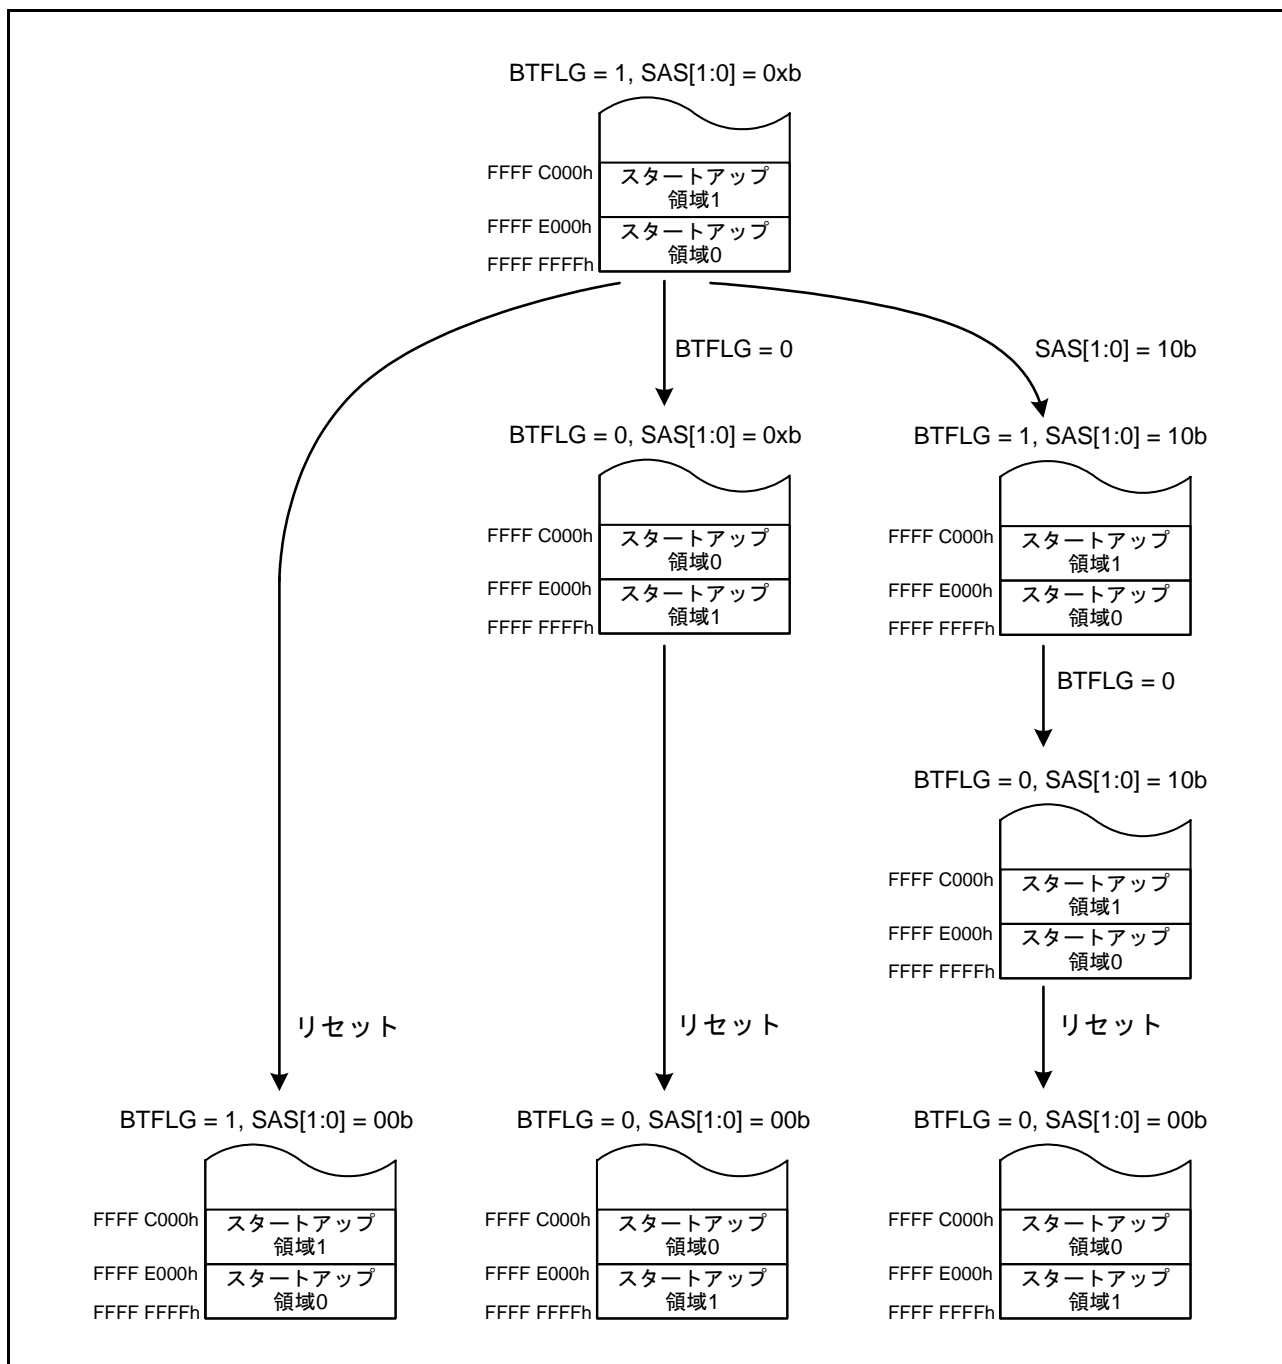 BTFLG = 1, SAS[1:0] = 0xb
FFFF C000h
スタートアップ
領域1
FFFF E000h
スタートアップ
領域0
FFFF FFFFh
BTFLG = 0
SAS[1:0] = 10b
BTFLG = 0, SAS[1:0] = 0xb
FFFF C000h
スタートアップ
領域0
FFFF E000h
スタートアップ
領域1
FFFF FFFFh
BTFLG = 1, SAS[1:0] = 10b
FFFF C000h
スタートアップ
領域1
FFFF E000h
スタートアップ
領域0
FFFF FFFFh
BTFLG = 0
BTFLG = 0, SAS[1:0] = 10b
FFFF C000h
スタートアップ
領域1
FFFF E000h
スタートアップ
領域0
FFFF FFFFh
リセット
リセット
リセット
BTFLG = 1, SAS[1:0] = 00b
FFFF C000h
スタートアップ
領域1
FFFF E000h
スタートアップ
領域0
FFFF FFFFh
BTFLG = 0, SAS[1:0] = 00b
FFFF C000h
スタートアップ
領域0
FFFF E000h
スタートアップ
領域1
FFFF FFFFh
BTFLG = 0, SAS[1:0] = 00b
FFFF C000h
スタートアップ
領域0
FFFF E000h
スタートアップ
領域1
FFFF FFFFh